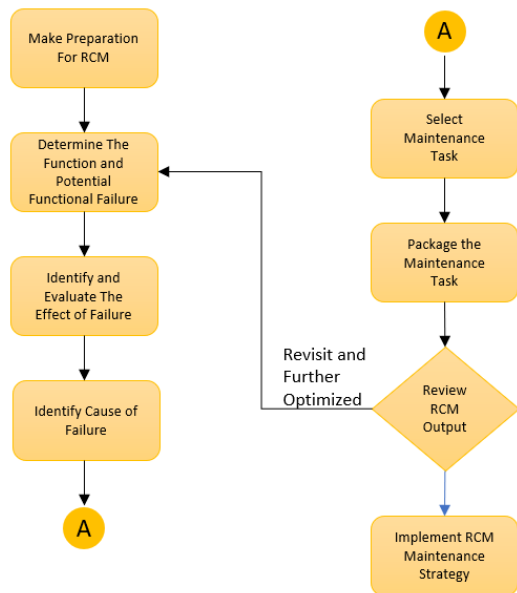 Make Preparation
For RCM
Determine The
Function and
Potential
Functional Failure
Identify and
Evaluate The
Effect of Failure
Identify Cause of
Failure
A
A
Select
Maintenance
Task
Package the
Maintenance
Task
Review
RCM
Output
Revisit and
Further
Optimized
Implement RCM
Maintenance
Strategy